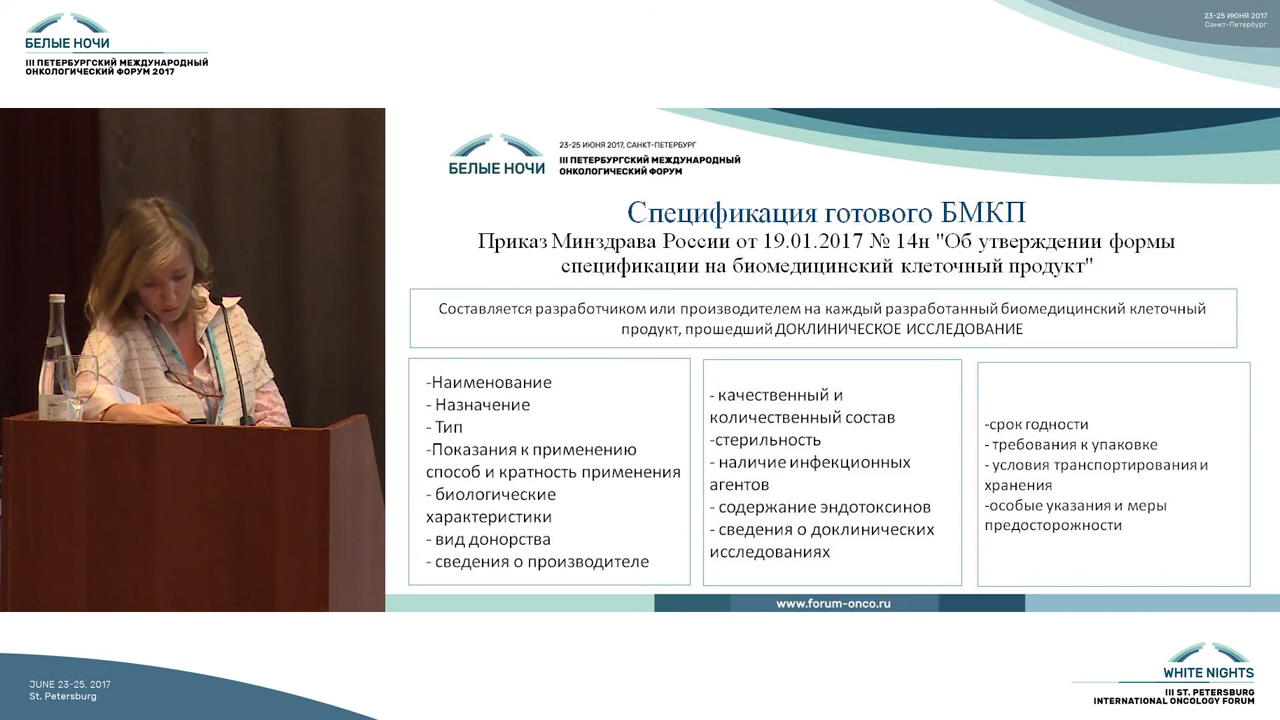 БЕЛЫЕ НОЧИ
III ПЕТЕРБУРГСКИЙ МЕЖДУНАРОДНЫЙ
ОНКОЛОГИЧЕСКИЙ ФОРУМ 2017
23-25 ИЮНЯ 2017
Санкт-Петербург
БЕЛЫЕ НОЧИ
23-25 ИЮНЯ 2017, САНКТ-ПЕТЕРБУРГ
III ПЕТЕРБУРГСКИЙ МЕЖДУНАРОДНЫЙ
ОНКОЛОГИЧЕСКИЙ ФОРУМ
Спецификация готового БМКП
Приказ Минздрава России от 19.01.2017 № 14н "Об утверждении формы
спецификации на биомедицинский клеточный продукт"
Составляется разработчиком или производителем на каждый разработанный биомедицинский клеточный
продукт, прошедший ДОКЛИНИЧЕСКОЕ ИССЛЕДОВАНИЕ
-Наименование
- Назначение
- Тип
-Показания к применению
способ и кратность применения
- биологические
характеристики
- вид донорства
- сведения о производителе
- качественный и
количественный состав
-стерильность
- наличие инфекционных
агентов
- содержание эндотоксинов
- сведения о доклинических
исследованиях
-срок годности
- требования к упаковке
- условия транспортирования и
хранения
-особые указания и меры
предосторожности
www.forum-onco.ru
JUNE 23-25, 2017
St. Petersburg
WHITE NIGHTS
III ST. PETERSBURG
INTERNATIONAL ONCOLOGY FORUM